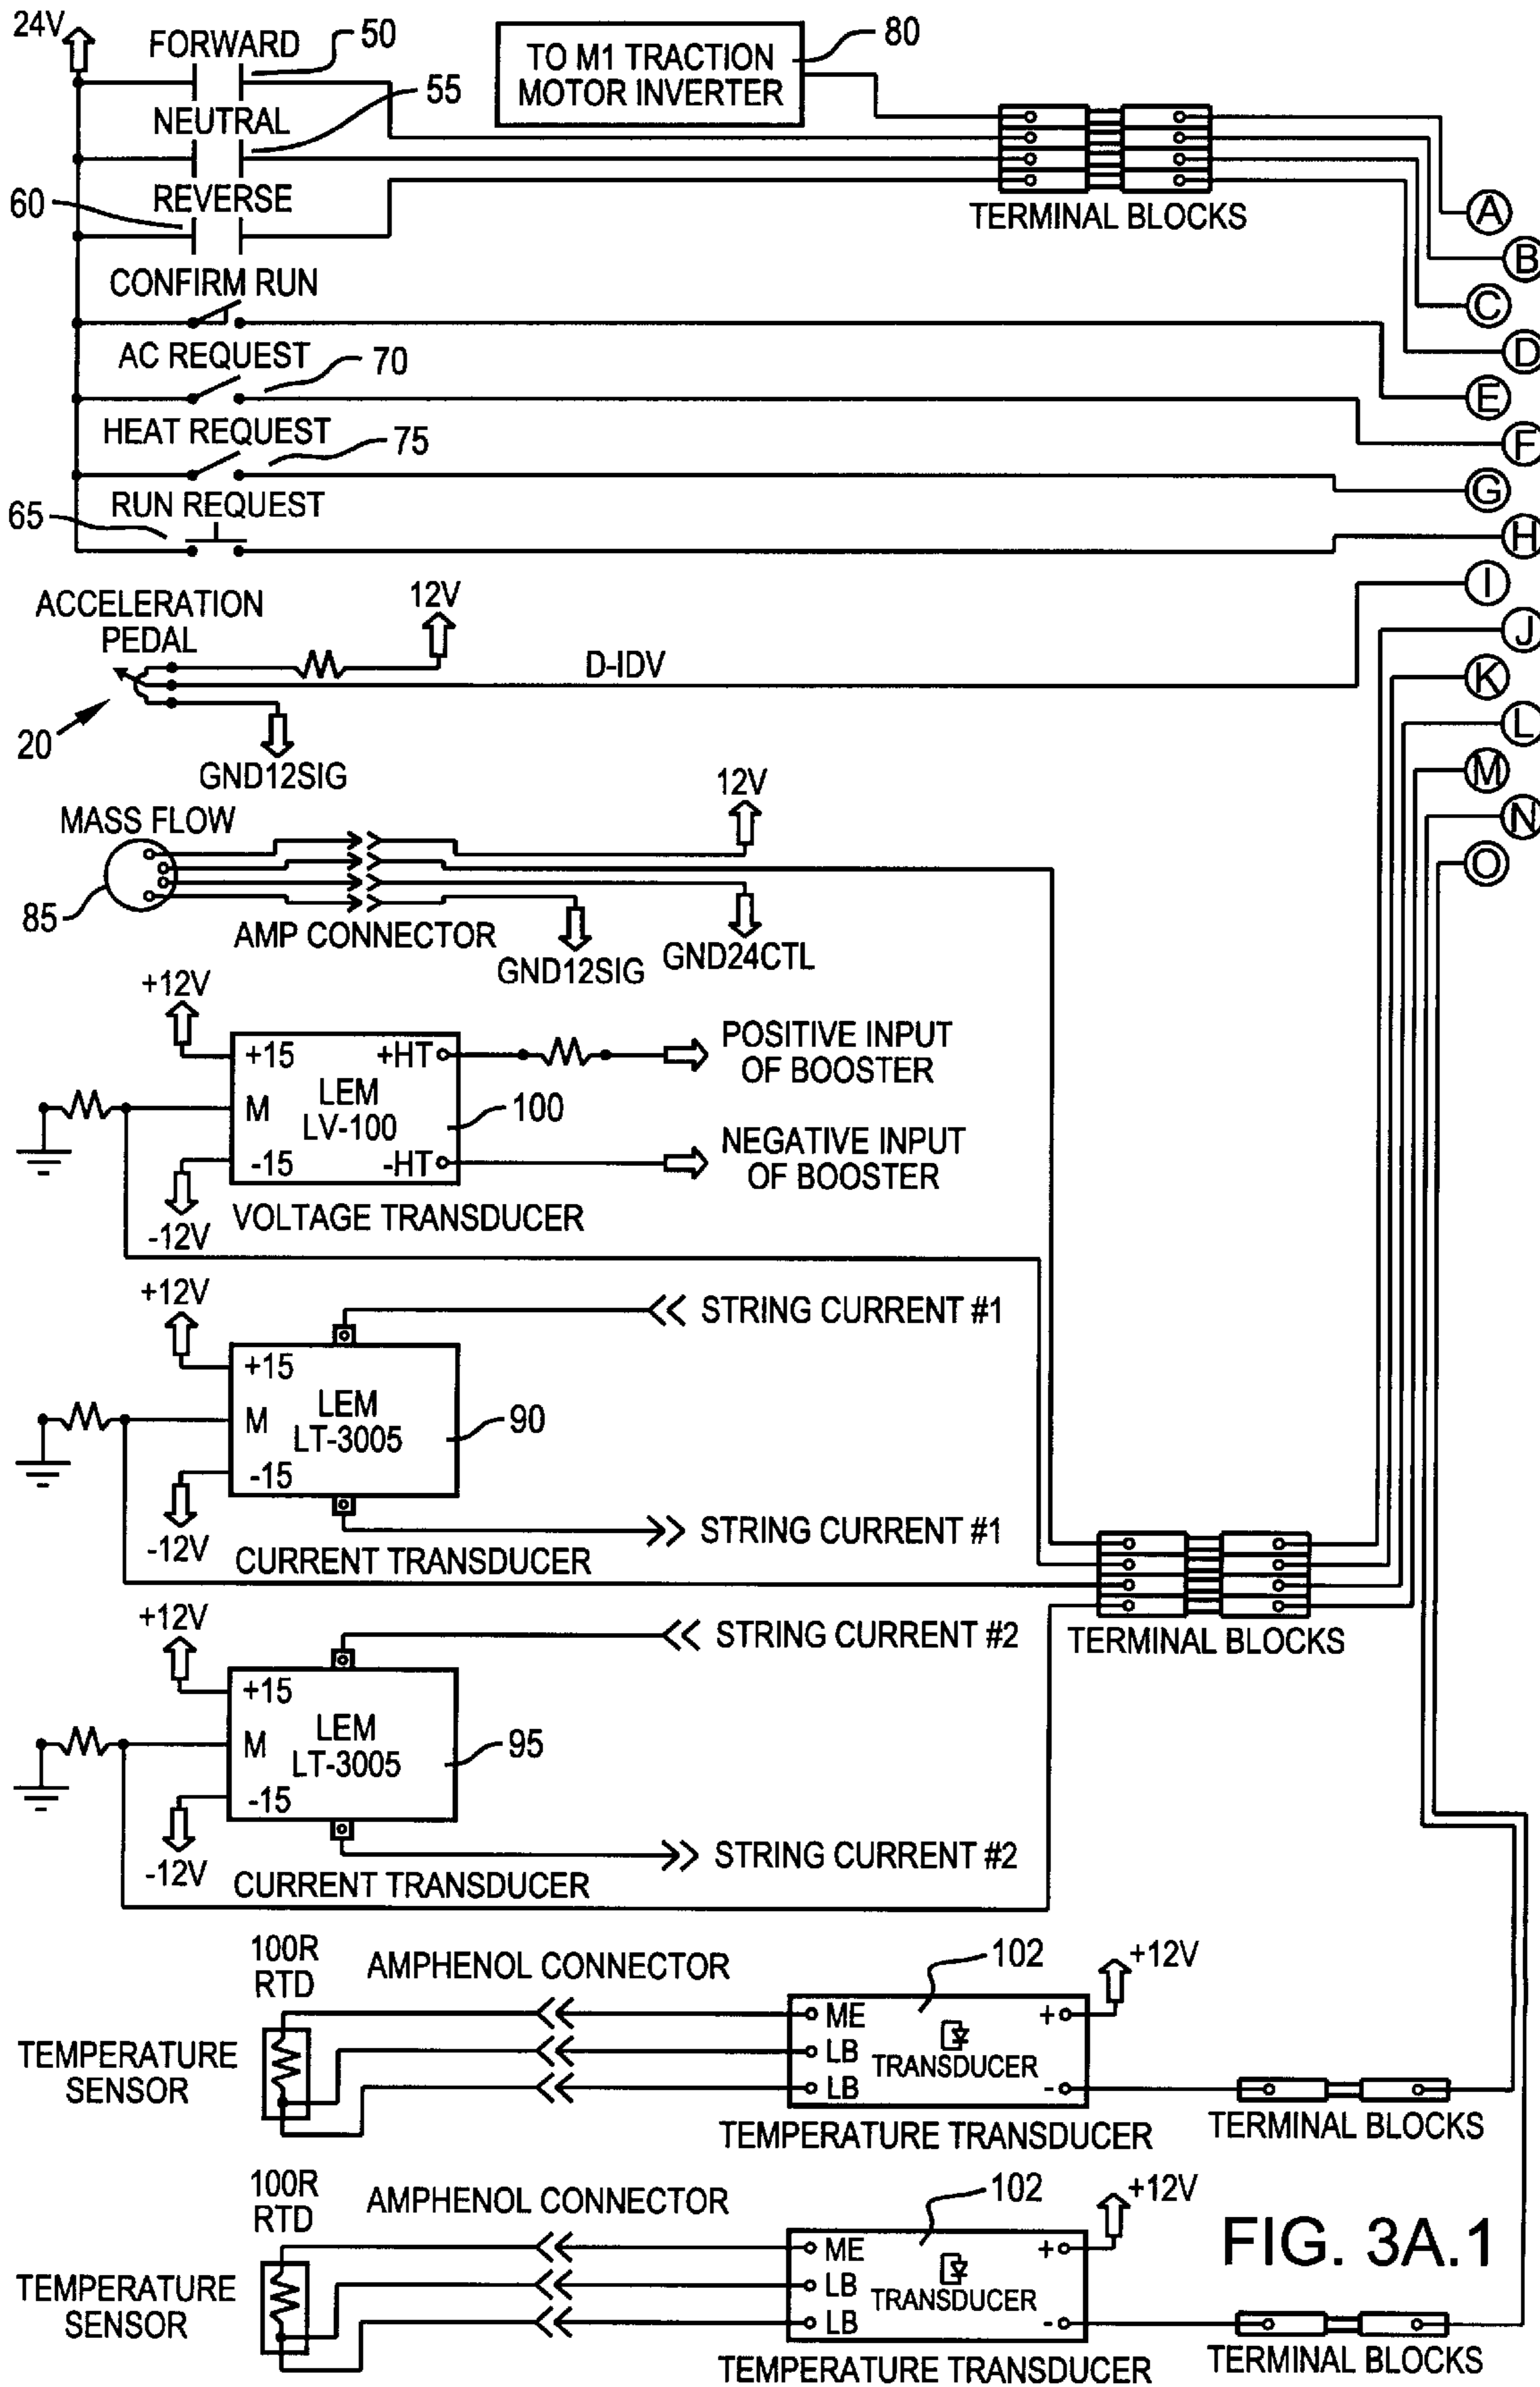 24V
FORWARD
50
TO M1 TRACTION
MOTOR INVERTER
80
NEUTRAL
55
REVERSE
60
TERMINAL BLOCKS
A
B
C
D
E
F
G
H
I
J
K
L
M
N
O
CONFIRM RUN
AC REQUEST
70
HEAT REQUEST
75
RUN REQUEST
65
ACCELERATION
PEDAL
12V
D-IDV
20
GND12SIG
MASS FLOW
12V
85
AMP CONNECTOR
GND12SIG
GND24CTL
+12V
+15
+HT
LEM
LV-100
M
-15
-HT
100
POSITIVE INPUT
OF BOOSTER
NEGATIVE INPUT
OF BOOSTER
-12V
VOLTAGE TRANSDUCER
+12V
STRING CURRENT #1
+15
LEM
LT-3005
M
-15
90
-12V
STRING CURRENT #1
CURRENT TRANSDUCER
+12V
STRING CURRENT #2
TERMINAL BLOCKS
+15
LEM
LT-3005
M
-15
95
-12V
STRING CURRENT #2
CURRENT TRANSDUCER
100R
RTD
AMPHENOL CONNECTOR
102
+12V
TEMPERATURE
SENSOR
ME
LB
LB
TRANSDUCER
+
-
TEMPERATURE TRANSDUCER
TERMINAL BLOCKS
100R
RTD
AMPHENOL CONNECTOR
102
+12V
TEMPERATURE
SENSOR
ME
LB
LB
TRANSDUCER
+
-
TEMPERATURE TRANSDUCER
TERMINAL BLOCKS
FIG. 3A.1